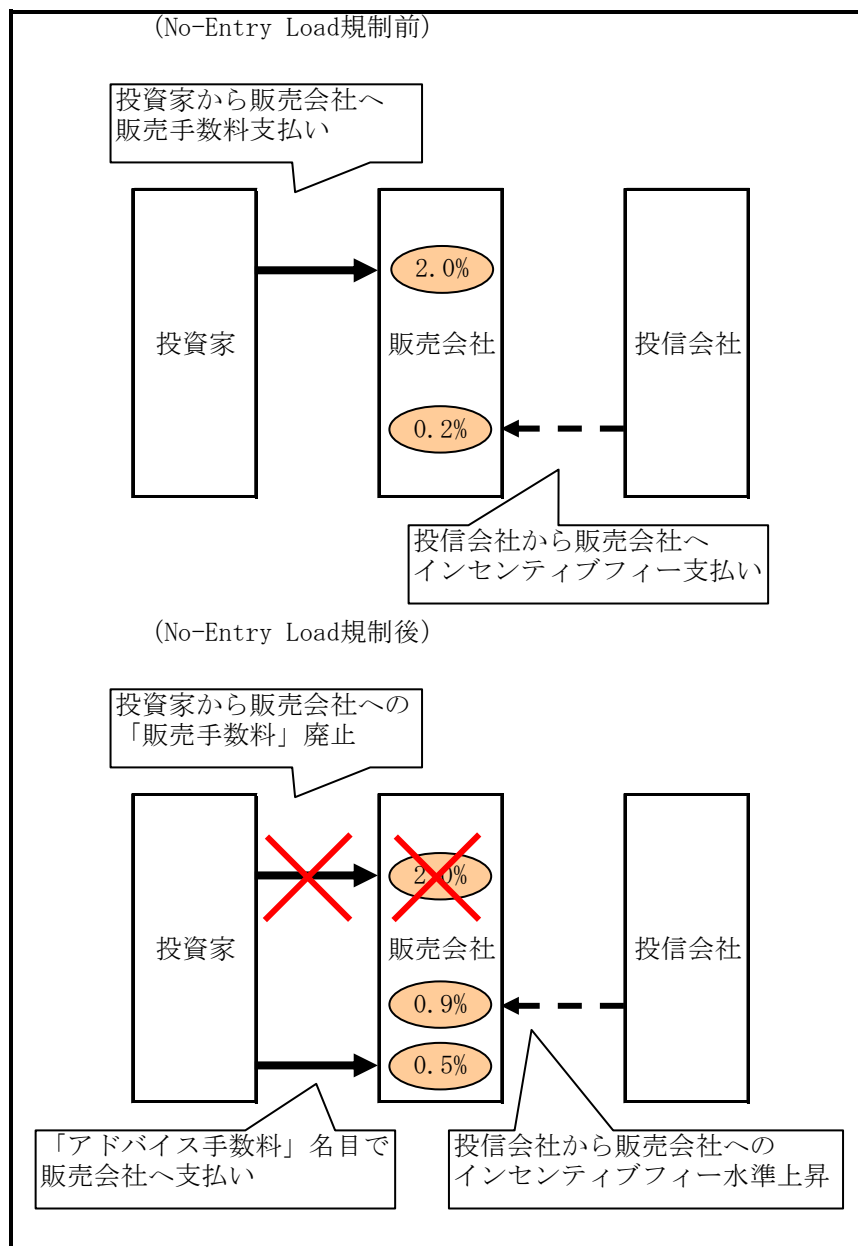 (No-Entry Load規制前)
投資家から販売会社へ
販売手数料支払い
2.0%
投資家
販売会社
投信会社
0.2%
投信会社から販売会社へ
インセンティブフィー支払い
(No-Entry Load規制後)
投資家から販売会社への
「販売手数料」廃止
2.0%
投資家
販売会社
投信会社
0.9%
0.5%
「アドバイス手数料」名目で
販売会社へ支払い
投信会社から販売会社への
インセンティブフィー水準上昇